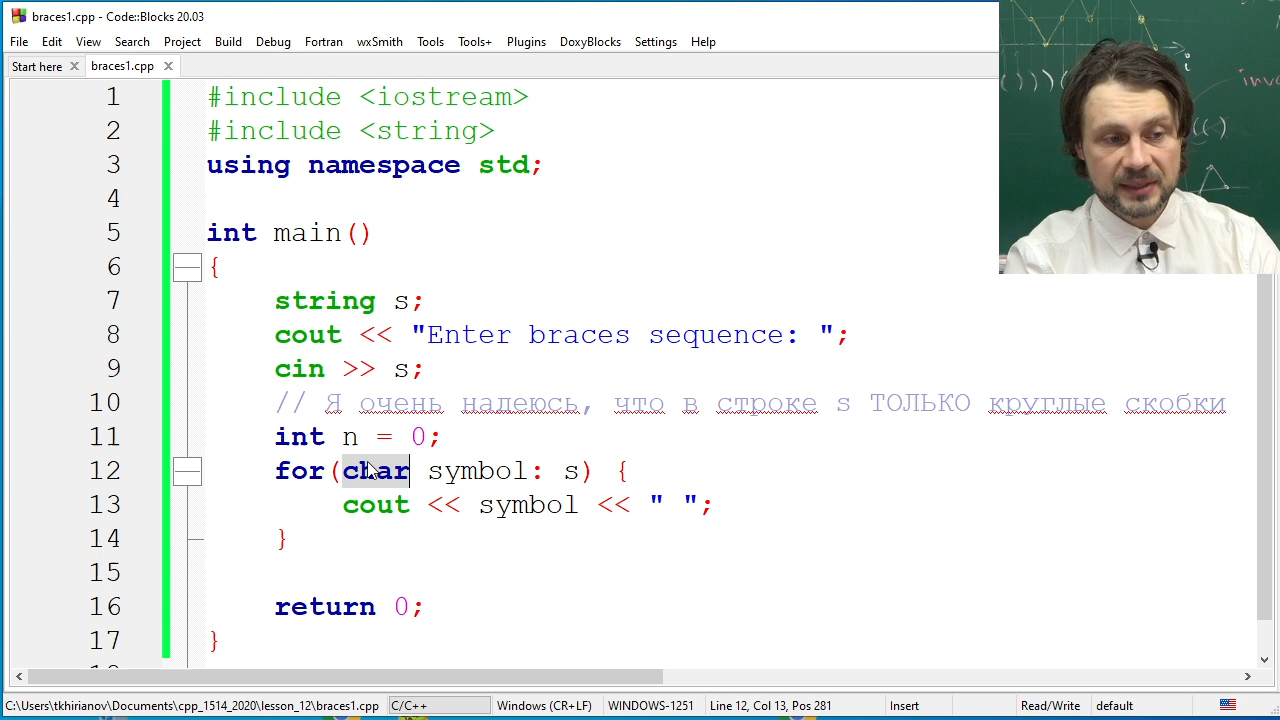 braces1.cpp - Code::Blocks 20.03
File Edit View Search Project Build Debug Fortran wxSmith Tools Tools+ Plugins DoxyBlocks Settings Help
Start here braces1.cpp
1 #include <iostream>
2 #include <string>
3 using namespace std;
4
5 int main()
6 {
7 string s;
8 cout << "Enter braces sequence: ";
9 cin >> s;
10 // Я очень надеюсь, что в строке s ТОЛЬКО круглые скобки
11 int n = 0;
12 for(char symbol: s) {
13 cout << symbol << " ";
14 }
15
16 return 0;
17 }
C:\Users\tkhirianov\Documents\cpp_1514_2020\lesson_12\braces1.cpp C/C++ Windows (CR+LF) WINDOWS-1251 Line 12, Col 13, Pos 281 Insert Read/Write default